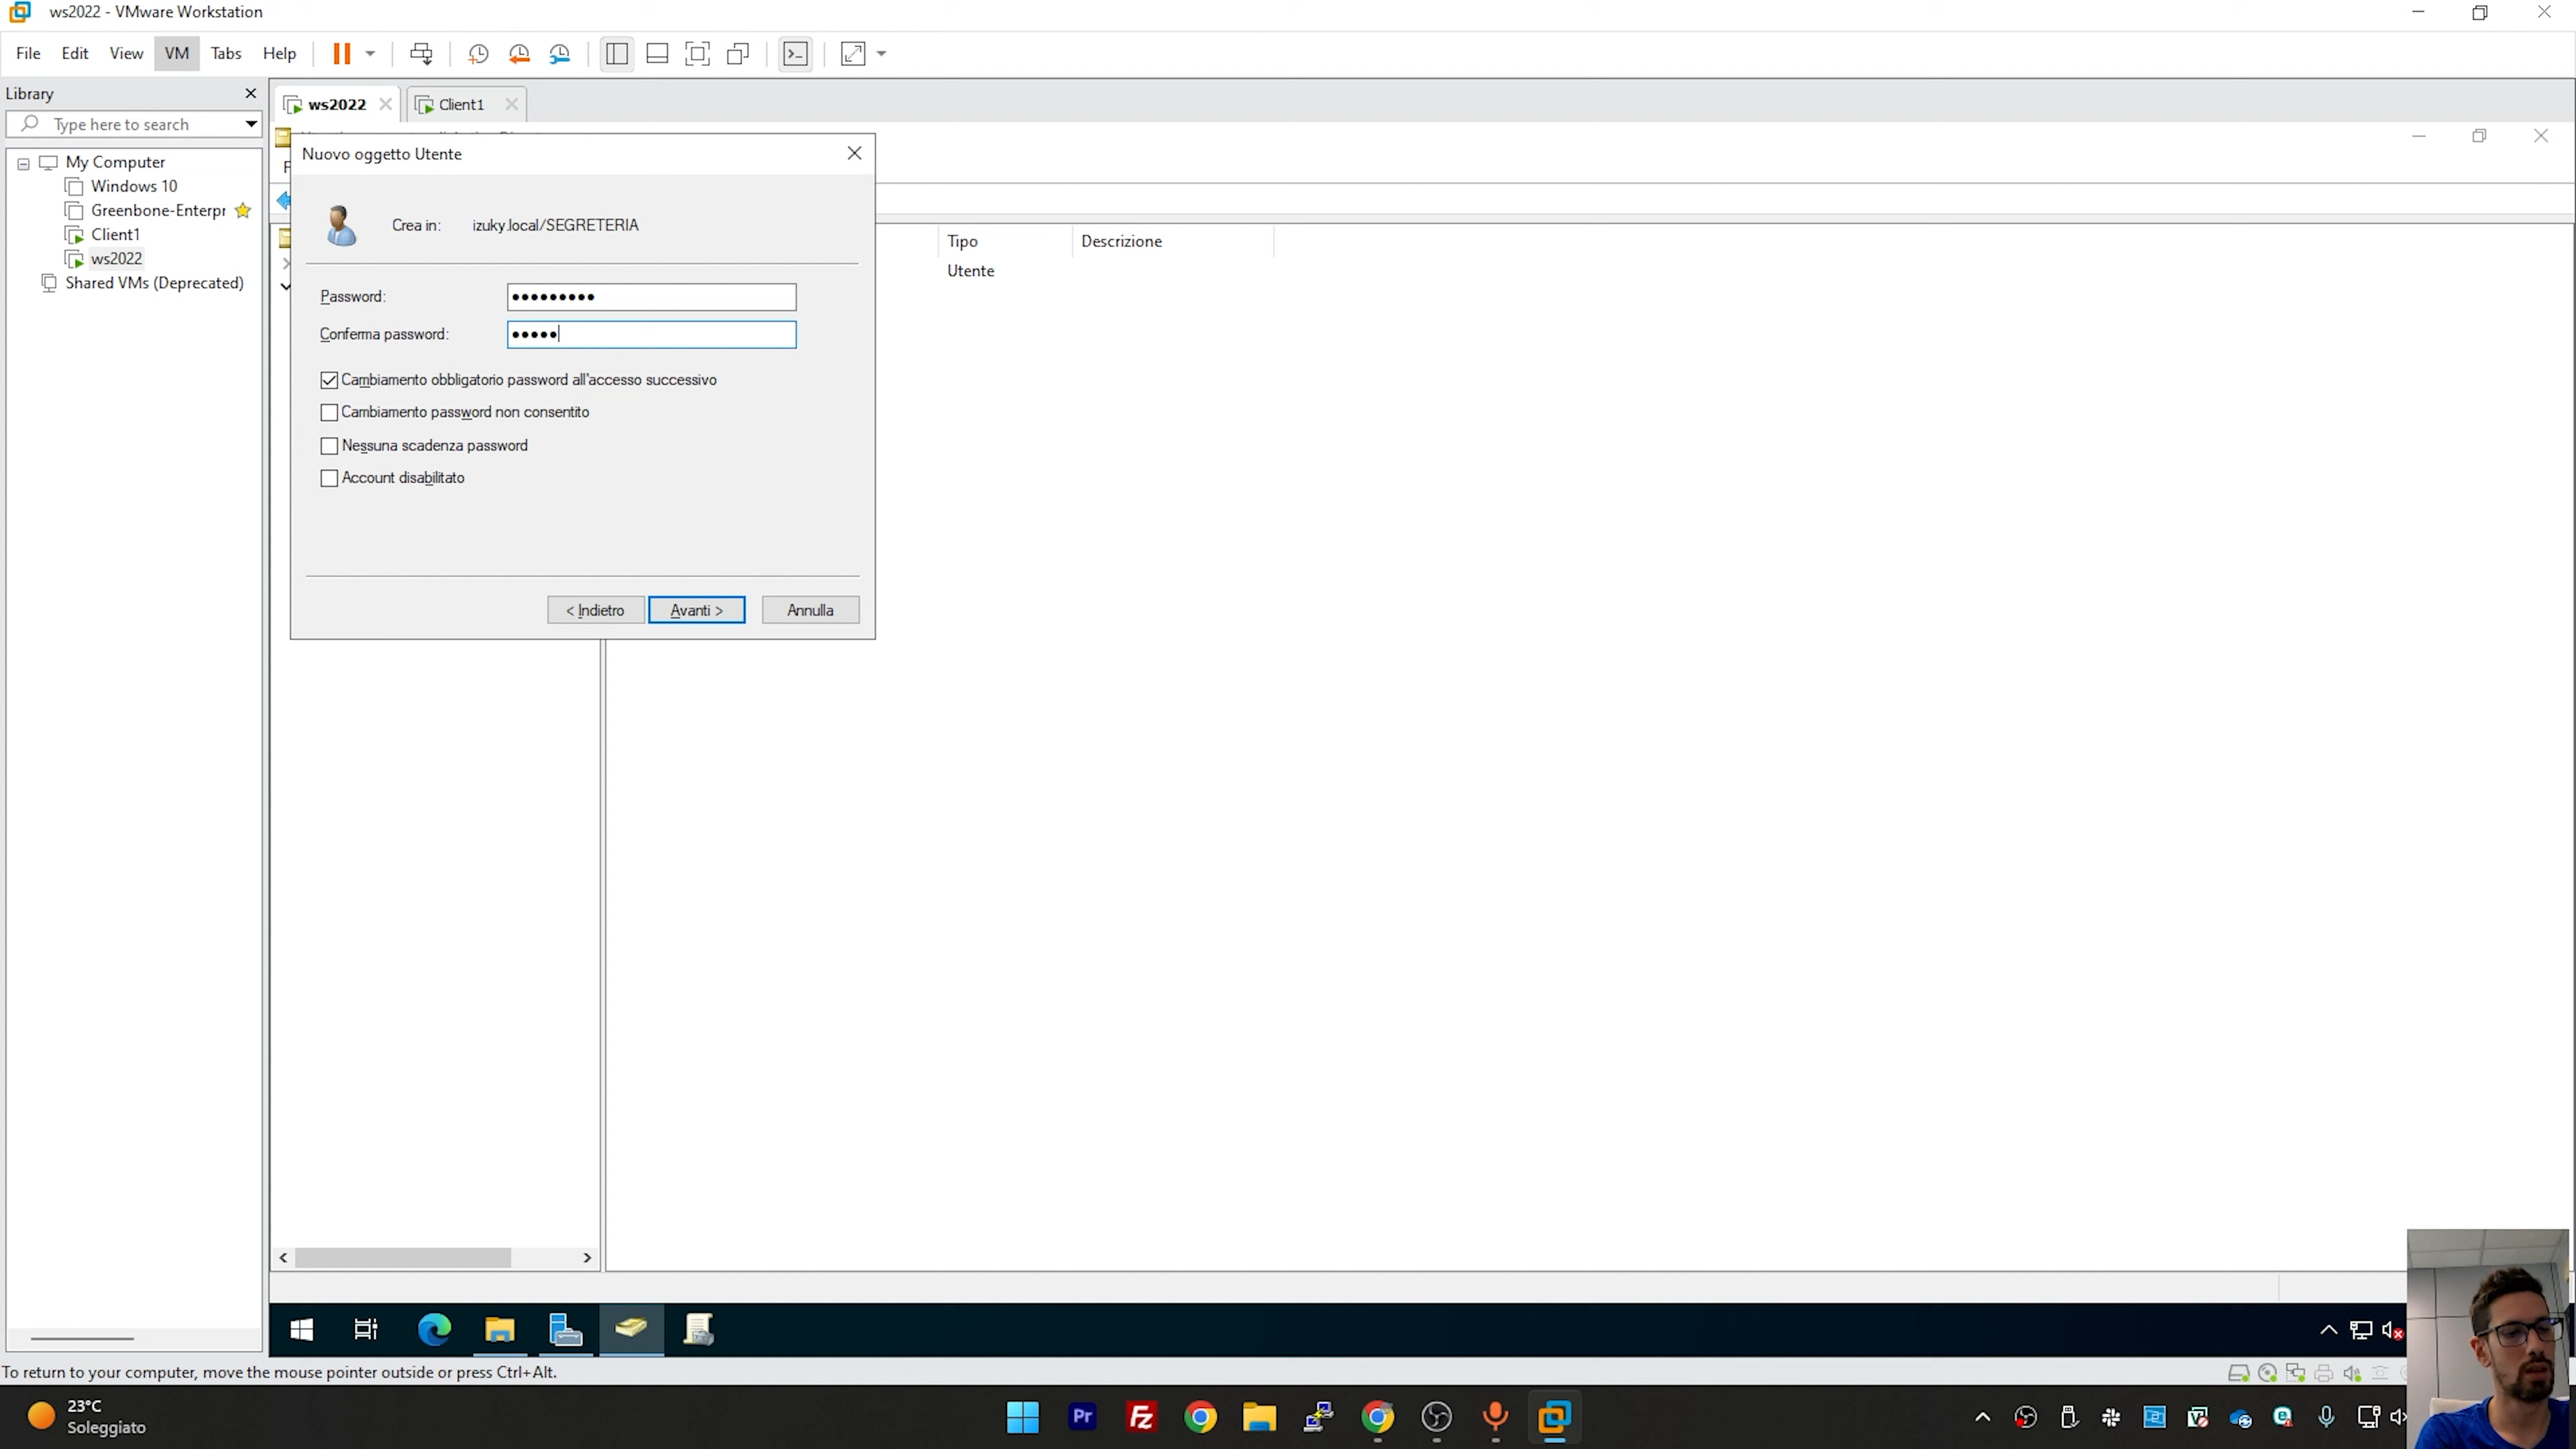 ws2022 - VMware Workstation
File Edit View VM Tabs Help
Library
Type here to search
My Computer
Windows 10
Greenbone-Enterpr
Client1
ws2022
Shared VMs (Deprecated)
ws2022 Client1
Nuovo oggetto Utente
Crea in: izuky.local/SEGRETERIA
Password: •••••••••
Conferma password: •••••
Cambiamento obbligatorio password all'accesso successivo
Cambiamento password non consentito
Nessuna scadenza password
Account disabilitato
< Indietro Avanti > Annulla
Tipo Descrizione
Utente
To return to your computer, move the mouse pointer outside or press Ctrl+Alt.
23°C
Soleggiato
Pr
Fz